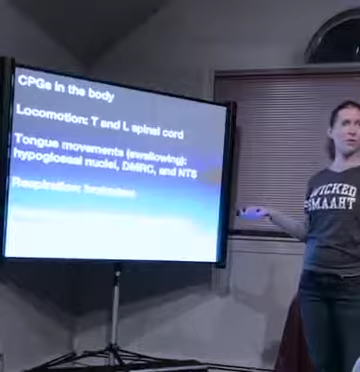 CPGs in the body
Locomotion: T and L spinal cord
Tongue movements (swallowing):
hypoglossal nuclei, DMRC, and NTS
Respiration: brainstem
WICKED
SMAAHT